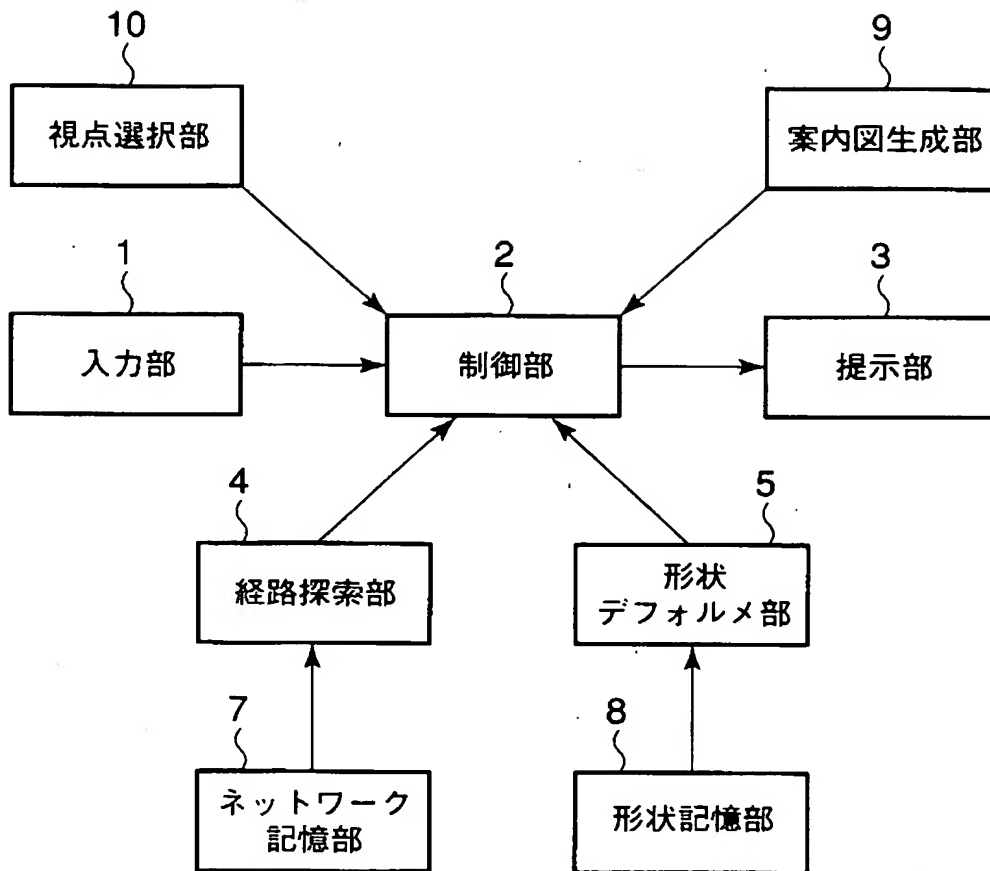 10
視点選択部
9
案内図生成部
1
入力部
2
制御部
3
提示部
4
経路探索部
5
形状
デフォルメ部
7
ネットワーク
記憶部
8
形状記憶部